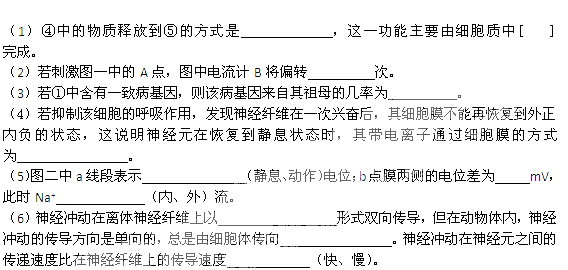 （1）④中的物质释放到⑤的方式是____________，这一功能主要由细胞质中[　　]
完成。
（2）若刺激图一中的 A 点，图中电流计 B 将偏转_________次。
（3）若①中含有一致病基因，则该病基因来自其祖母的几率为_________。
（4）若抑制该细胞的呼吸作用，发现神经纤维在一次兴奋后，其细胞膜不能再恢复到外正
内负的状态，这说明神经元在恢复到静息状态时，其带电离子通过细胞膜的方式
为_______________。
（5)图二中 a 线段表示______________（静息、动作）电位；b 点膜两侧的电位差为_____mV，
此时 Na⁺____________（内、外）流。
（6）神经冲动在离体神经纤维上以________________形式双向传导，但在动物体内，神经
冲动的传导方向是单向的，总是由细胞体传向_______________。神经冲动在神经元之间的
传递速度比在神经纤维上的传导速度___________（快、慢）。